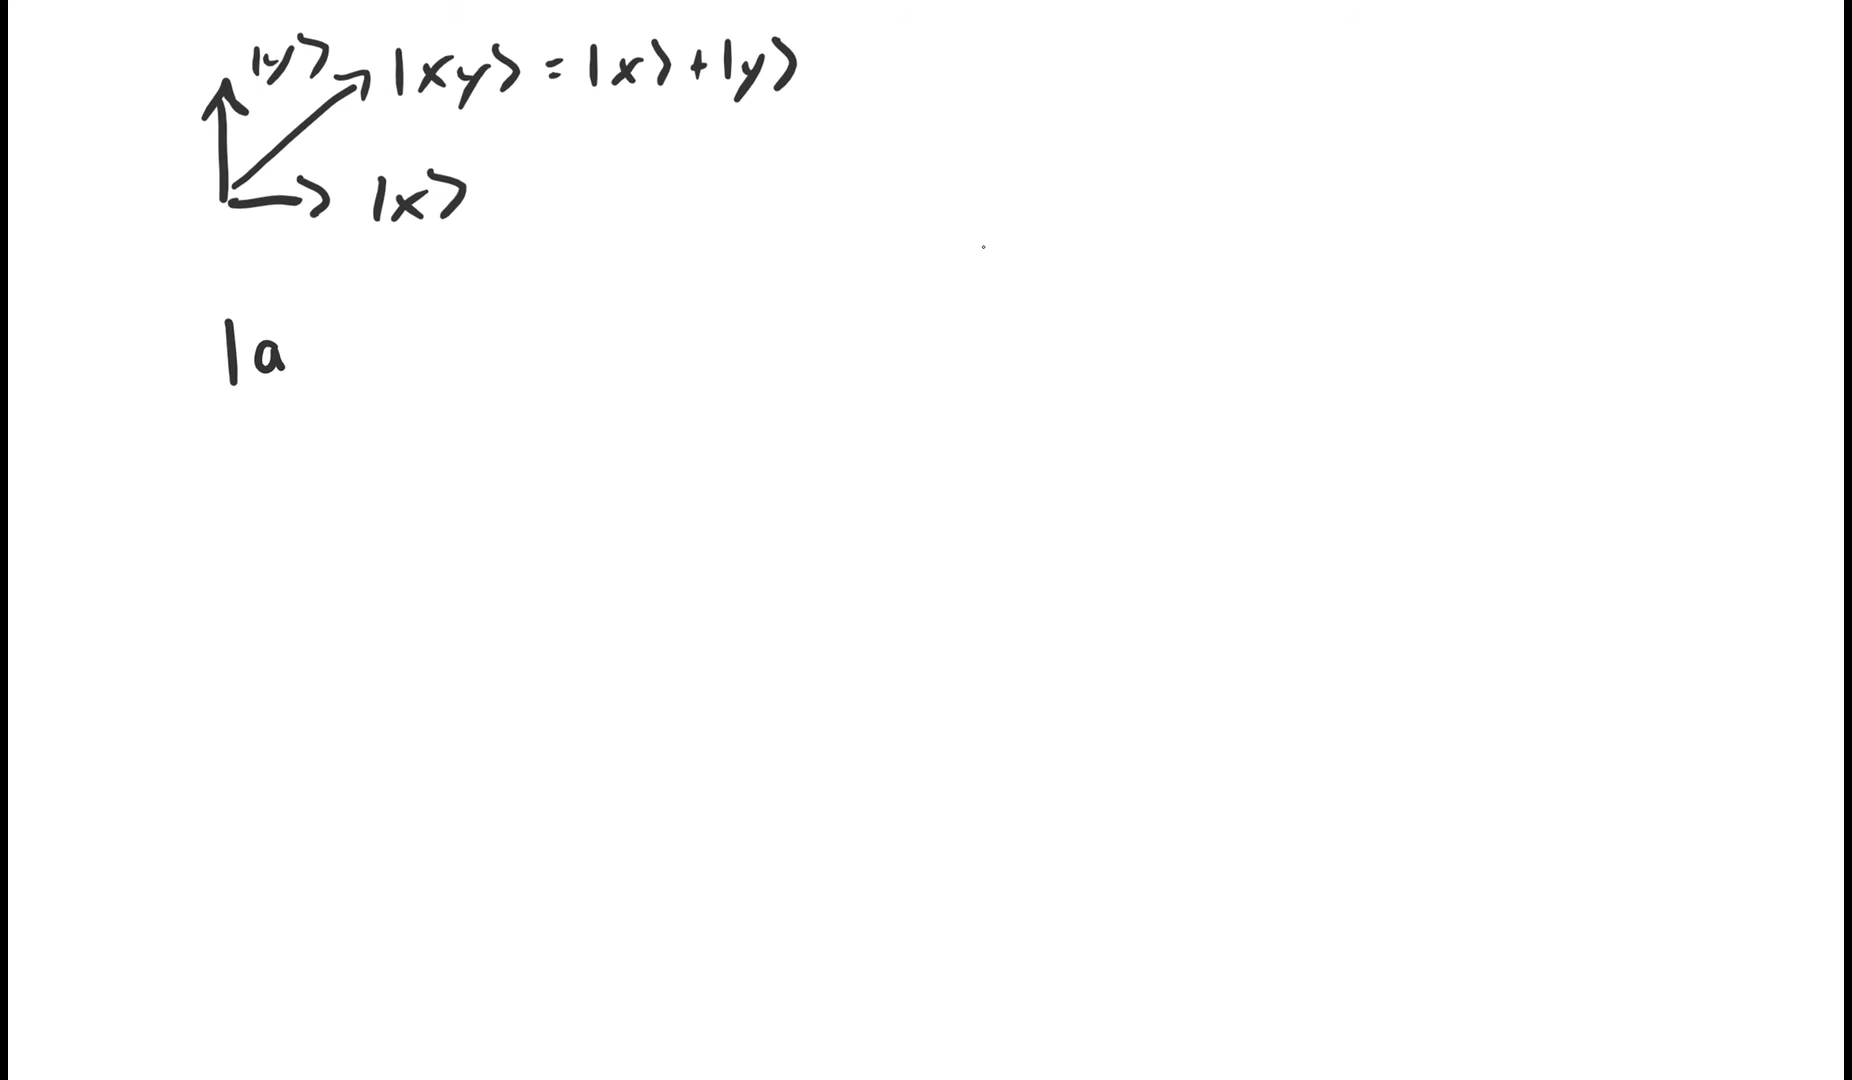 |y⟩ |xy⟩ = |x⟩ + |y⟩
|x⟩
|a